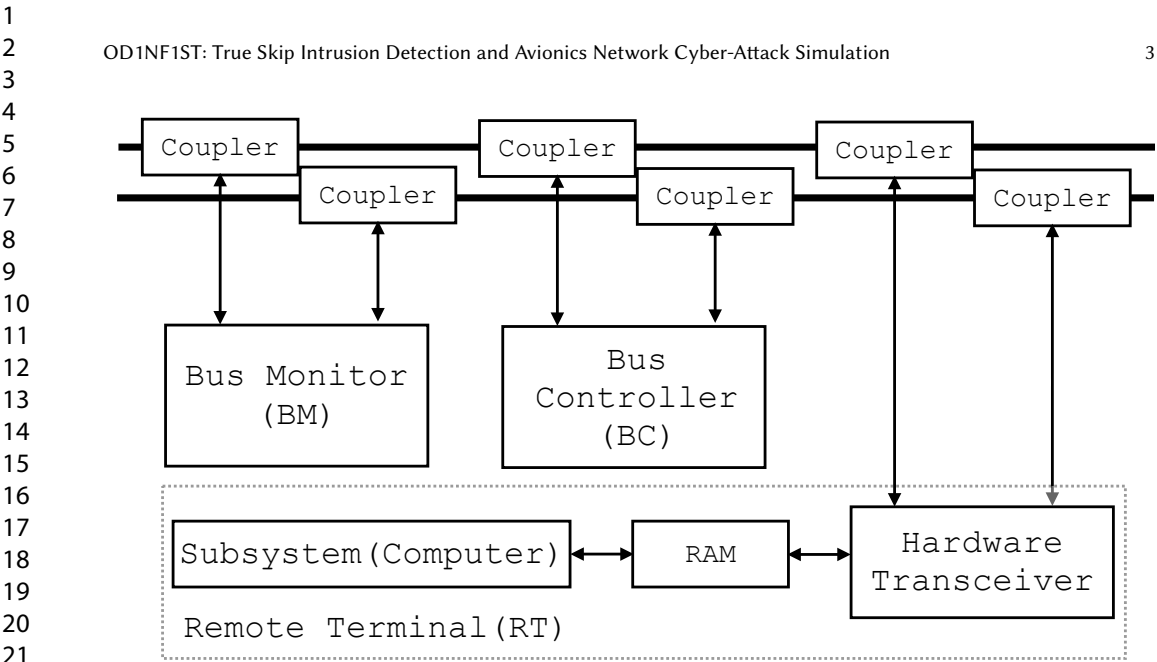 1
2
OD1NF1ST: True Skip Intrusion Detection and Avionics Network Cyber-Attack Simulation 3
3
4
5
Coupler Coupler Coupler
6
Coupler Coupler Coupler
7
8
9
10
11
12
13
14
15
Bus Monitor
(BM)
Bus
Controller
(BC)
16
17
18
19
20
21
Subsystem(Computer)
RAM
Hardware
Transceiver
Remote Terminal(RT)